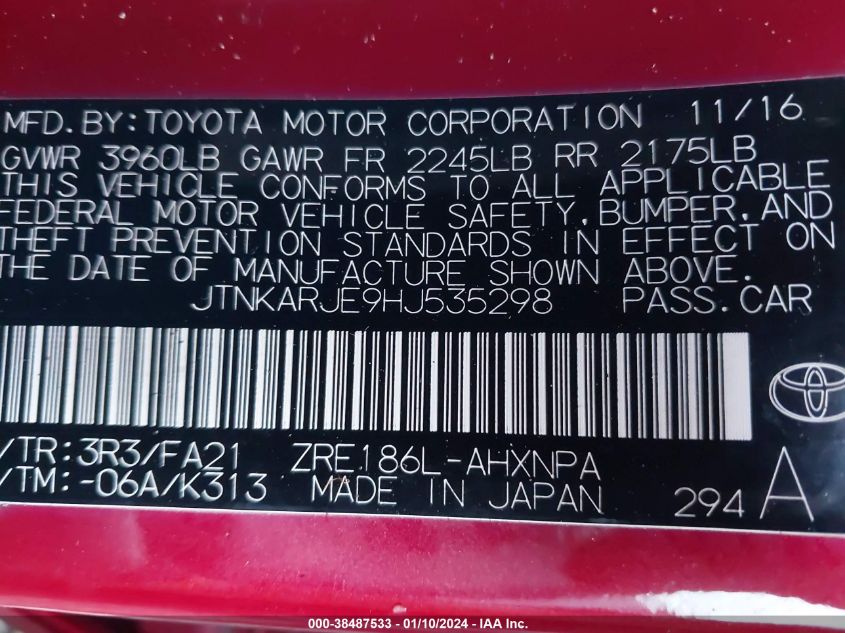 MFD. BY: TOYOTA MOTOR CORPORATION 11/16
GVWR 3960LB GAWR FR 2245LB RR 2175LB
THIS VEHICLE CONFORMS TO ALL APPLICABLE
FEDERAL MOTOR VEHICLE SAFETY, BUMPER, AND
THEFT PREVENTION STANDARDS IN EFFECT ON
THE DATE OF MANUFACTURE SHOWN ABOVE.
JTNKARJE9HJ535298 PASS. CAR
/TR: 3R3/FA21 ZRE186L-AHXNPA
/TM: -06A/K313 MADE IN JAPAN 294 A
000-38487533 - 01/10/2024 - IAA Inc.